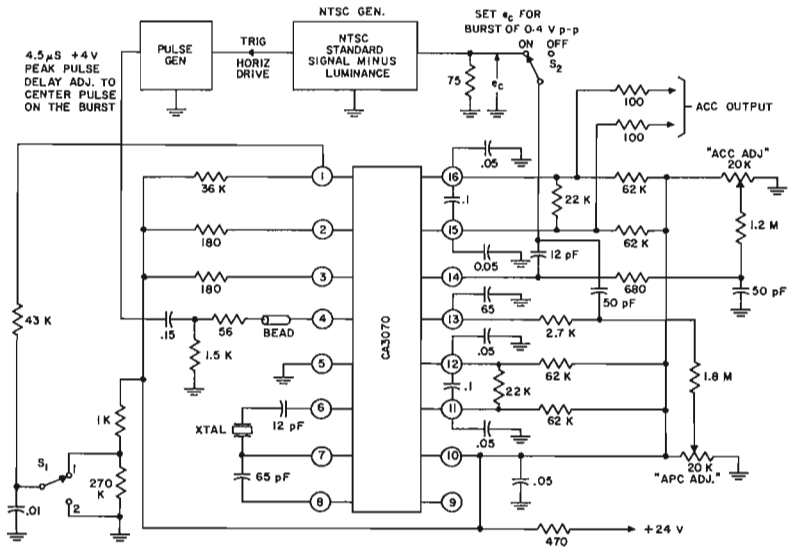 NTSC GEN.
SET ec FOR
BURST OF 0.4 V p-p
ON OFF
S2
4.5 μS +4V
PEAK PULSE
DELAY ADJ. TO
CENTER PULSE
ON THE BURST
PULSE
GEN
TRIG
HORIZ
DRIVE
NTSC
STANDARD
SIGNAL MINUS
LUMINANCE
75
ec
100
100
ACC OUTPUT
.05
"ACC ADJ"
20K
36 K
1
16
62 K
.1
22 K
1.2 M
180
2
15
62 K
0.05
12 pF
180
3
14
680
50 pF
50 pF
43 K
.15
56
BEAD
4
CA3070
13
65
2.7 K
1.5 K
.05
5
12
62 K
1.8 M
.1
22 K
1K
XTAL
12 pF
6
11
62 K
.05
S1
1
270
K
2
.01
65 pF
7
10
.05
20 K
"APC ADJ."
8
9
470
+24 V